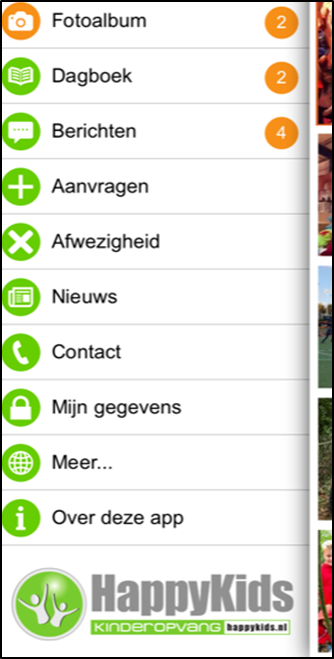 Fotoalbum 2
Dagboek 2
Berichten 4
Aanvragen
Afwezigheid
Nieuws
Contact
Mijn gegevens
Meer...
Over deze app
HappyKids
KINDEROPVANG happykids.nl